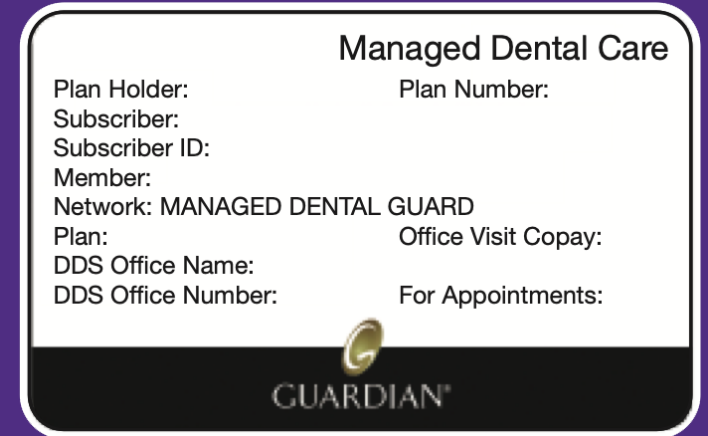 Managed Dental Care
Plan Holder: Plan Number:
Subscriber:
Subscriber ID:
Member:
Network: MANAGED DENTAL GUARD
Plan: Office Visit Copay:
DDS Office Name:
DDS Office Number: For Appointments:
G
GUARDIAN®